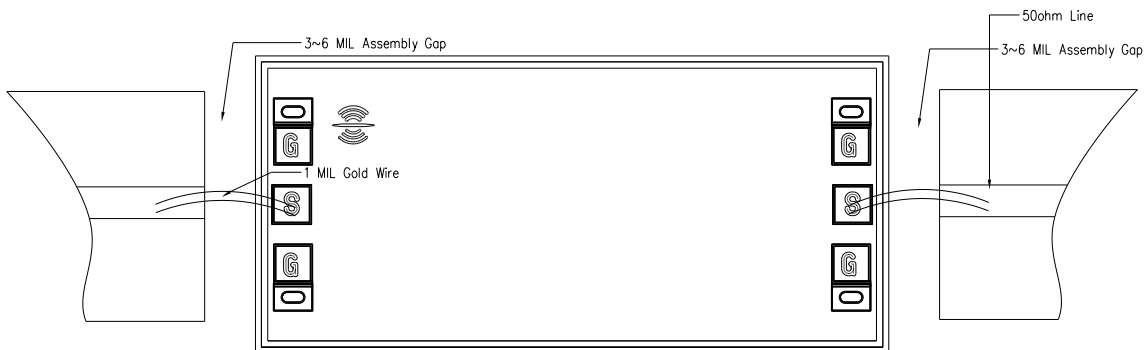 50ohm Line
3~6 MIL Assembly Gap
3~6 MIL Assembly Gap
G
G
1 MIL Gold Wire
S
S
G
G